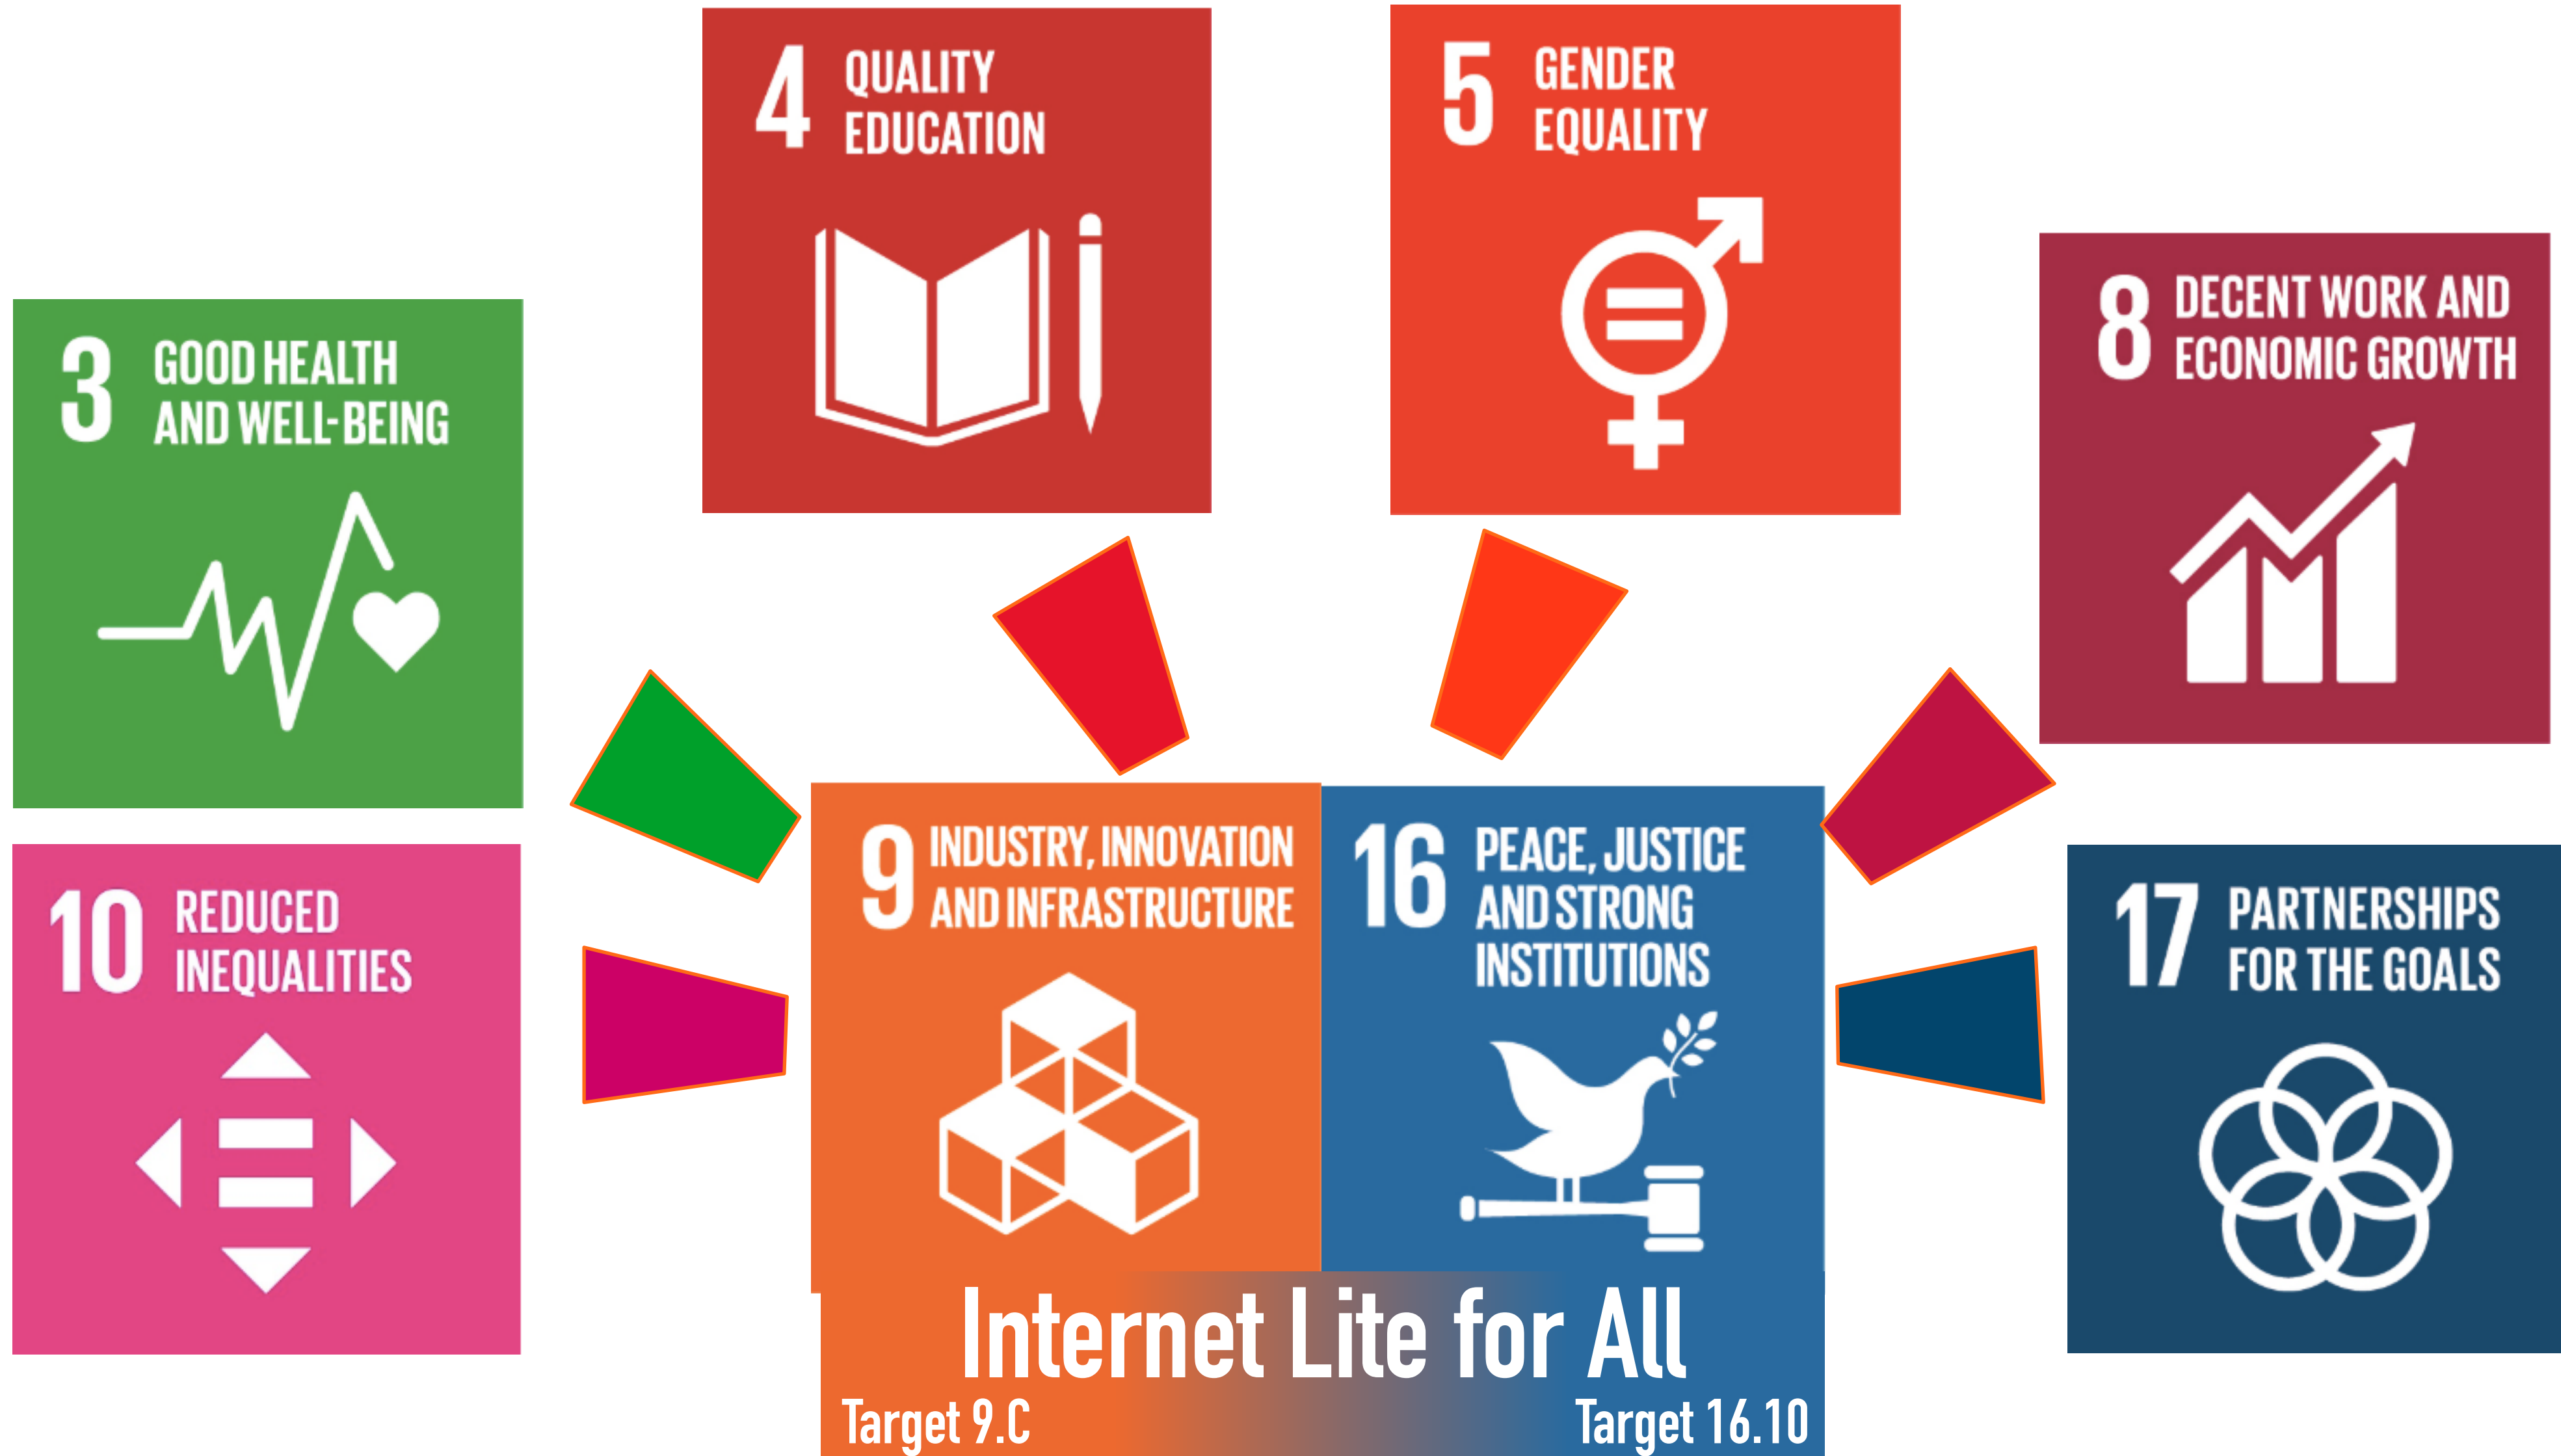 4 QUALITY
EDUCATION
5 GENDER
EQUALITY
8 DECENT WORK AND
ECONOMIC GROWTH
3 GOOD HEALTH
AND WELL-BEING
10 REDUCED
INEQUALITIES
9 INDUSTRY, INNOVATION
AND INFRASTRUCTURE
16 PEACE, JUSTICE
AND STRONG
INSTITUTIONS
17 PARTNERSHIPS
FOR THE GOALS
Internet Lite for All
Target 9.C
Target 16.10